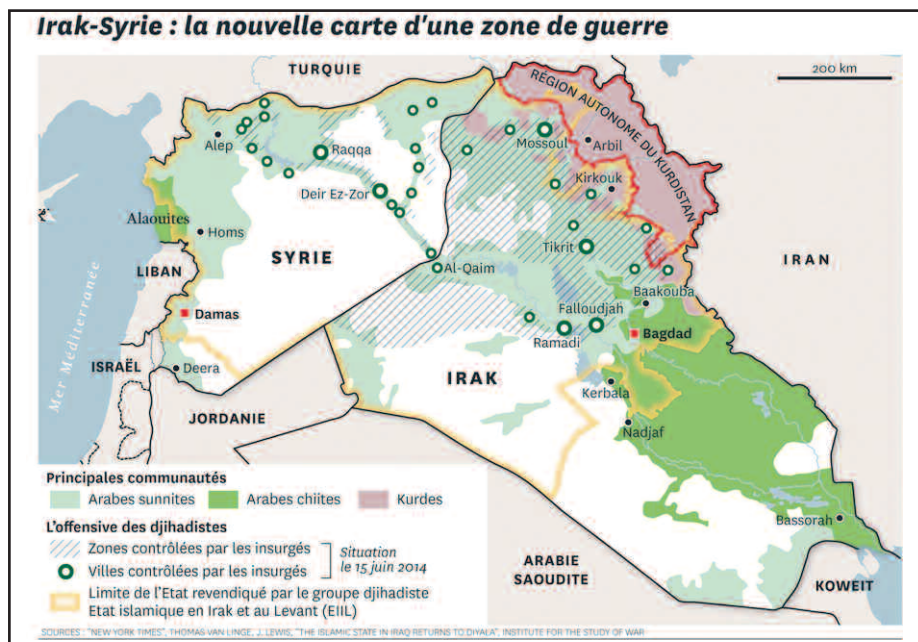 Irak-Syrie : la nouvelle carte d'une zone de guerre
TURQUIE
200 km
RÉGION AUTONOME DU KURDISTAN
Mossoul
Arbil
Alep
Raqqa
Kirkouk
Deir Ez-Zor
Alaouites
Homs
SYRIE
Tikrit
IRAN
LIBAN
Al-Qaim
Mer Méditerranée
Baakouba
Damas
Falloudjah
Bagdad
Ramadi
ISRAËL
Deera
IRAK
Kerbala
JORDANIE
Nadjaf
Principales communautés
Arabes sunnites
Arabes chiites
Kurdes
Bassorah
L'offensive des djihadistes
Zones contrôlées par les insurgés
Villes contrôlées par les insurgés
Situation
le 15 juin 2014
ARABIE
SAOUDITE
KOWEIT
Limite de l'Etat revendiqué par le groupe djihadiste
Etat islamique en Irak et au Levant (EIIL)
SOURCES : "NEW YORK TIMES", THOMAS VAN LINGE, J. LEWIS, "THE ISLAMIC STATE IN IRAQ RETURNS TO DIYALA", INSTITUTE FOR THE STUDY OF WAR